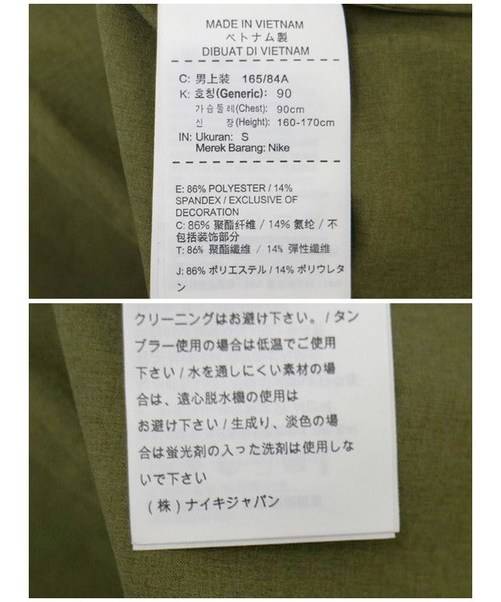 MADE IN VIETNAM
ベトナム製
DIBUAT DI VIETNAM
C: 男上装 165/84A
K: 호칭(Generic): 90
가슴둘레(Chest): 90cm
신 장(Height): 160-170cm
IN: Ukuran: S
Merek Barang: Nike
E: 86% POLYESTER / 14%
SPANDEX / EXCLUSIVE OF
DECORATION
C: 86% 聚酯纤维 / 14% 氨纶 / 不
包括装饰部分
T: 86% 聚酯纖維 / 14% 彈性纖維
J: 86% ポリエステル / 14% ポリウレタ
ン
クリーニングはお避け下さい。/ タン
ブラー使用の場合は低温でご使用
下さい / 水を通しにくい素材の場
合は、遠心脱水機の使用は
お避け下さい / 生成り、淡色の場
合は蛍光剤の入った洗剤は使用しな
いで下さい
(株)ナイキジャパン